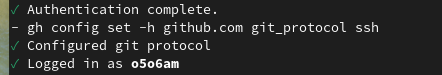 ✓ Authentication complete.
- gh config set -h github.com git_protocol ssh
✓ Configured git protocol
✓ Logged in as o5o6am